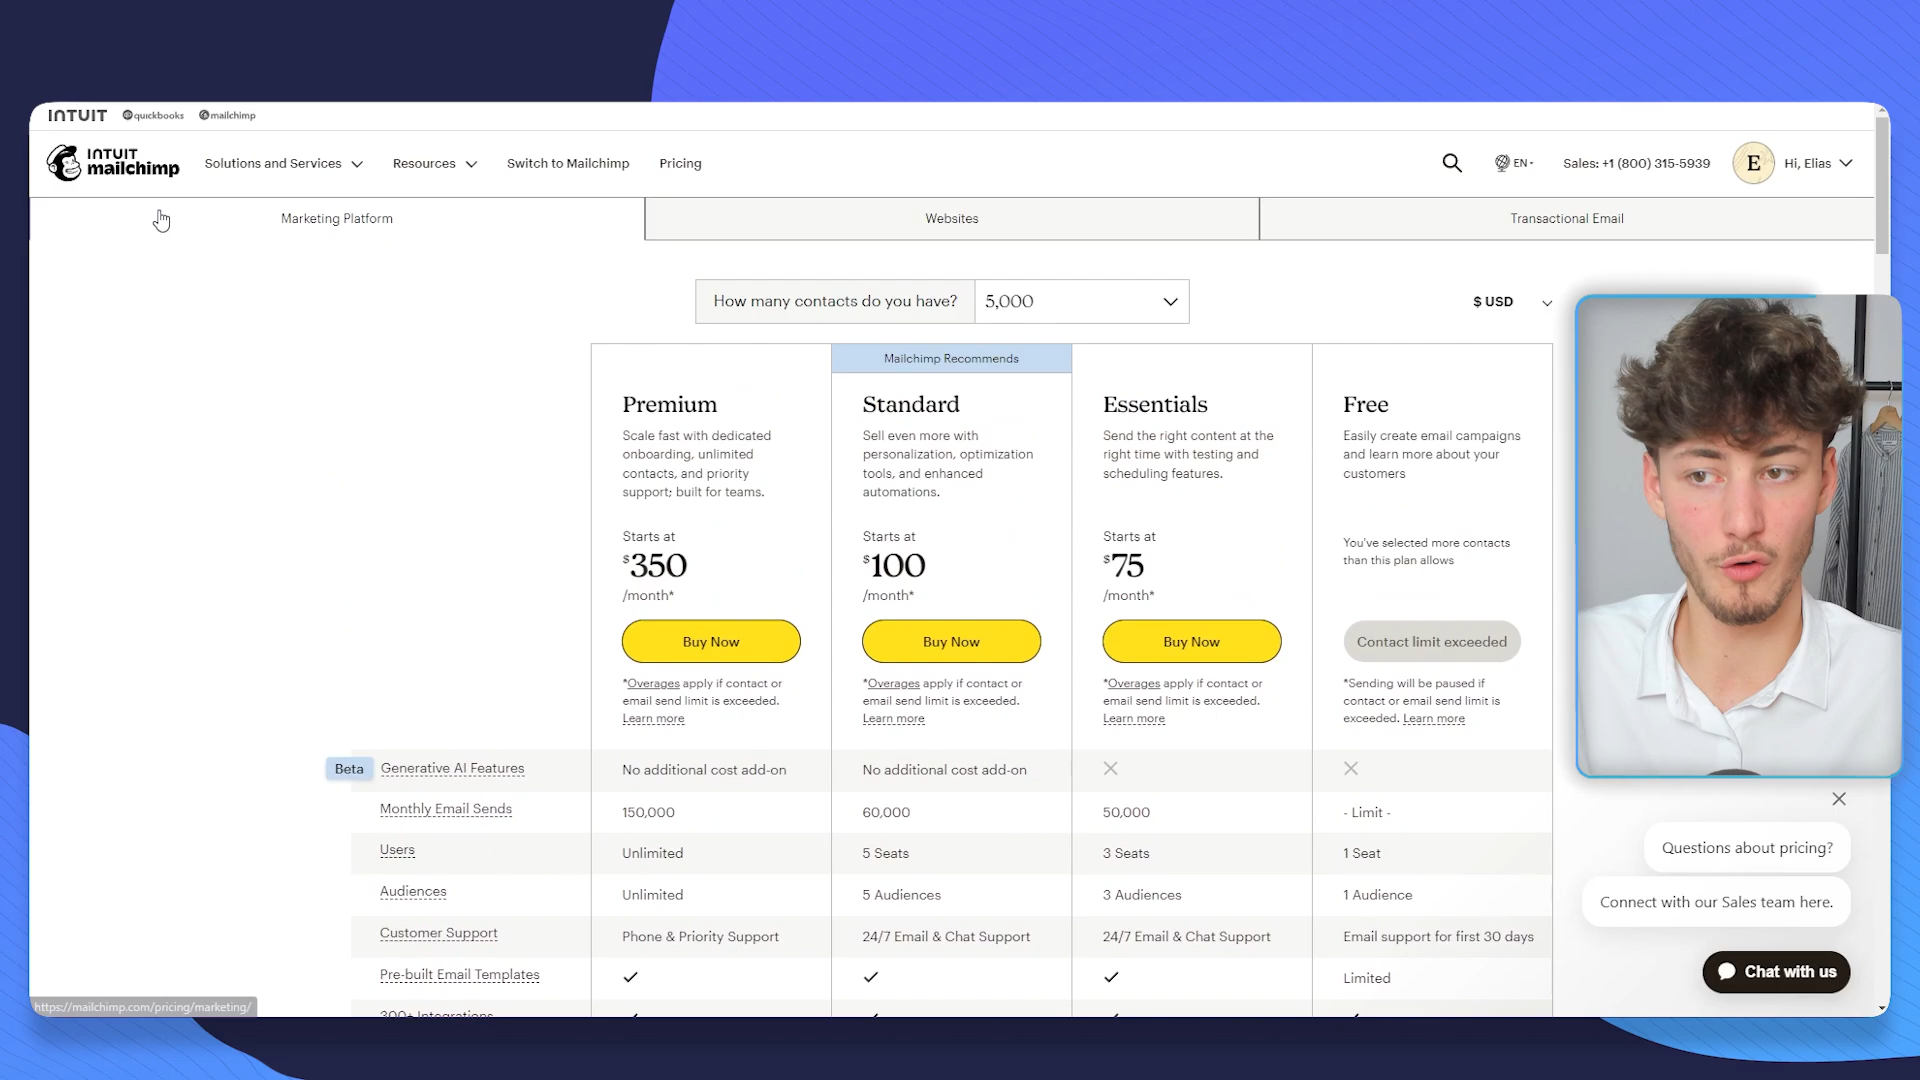 INTUIT quickbooks mailchimp
INTUIT mailchimp
Solutions and Services
Resources
Switch to Mailchimp
Pricing
EN
Sales: +1 (800) 315-5939
E
Hi, Elias
Marketing Platform
Websites
Transactional Email
How many contacts do you have?
5,000
$ USD
Mailchimp Recommends
Premium
Scale fast with dedicated
onboarding, unlimited
contacts, and priority
support; built for teams.
Starts at
$350
/month*
Buy Now
*Overages apply if contact or
email send limit is exceeded.
Learn more
Standard
Sell even more with
personalization, optimization
tools, and enhanced
automations.
Starts at
$100
/month*
Buy Now
*Overages apply if contact or
email send limit is exceeded.
Learn more
Essentials
Send the right content at the
right time with testing and
scheduling features.
Starts at
$75
/month*
Buy Now
*Overages apply if contact or
email send limit is exceeded.
Learn more
Free
Easily create email campaigns
and learn more about your
customers
You've selected more contacts
than this plan allows
Contact limit exceeded
*Sending will be paused if
contact or email send limit is
exceeded. Learn more
Beta Generative AI Features No additional cost add-on No additional cost add-on
Monthly Email Sends 150,000 60,000 50,000 - Limit -
Users Unlimited 5 Seats 3 Seats 1 Seat
Audiences Unlimited 5 Audiences 3 Audiences 1 Audience
Customer Support Phone & Priority Support 24/7 Email & Chat Support 24/7 Email & Chat Support Email support for first 30 days
Pre-built Email Templates Limited
300+ Integrations
Questions about pricing?
Connect with our Sales team here.
Chat with us
https://mailchimp.com/pricing/marketing/